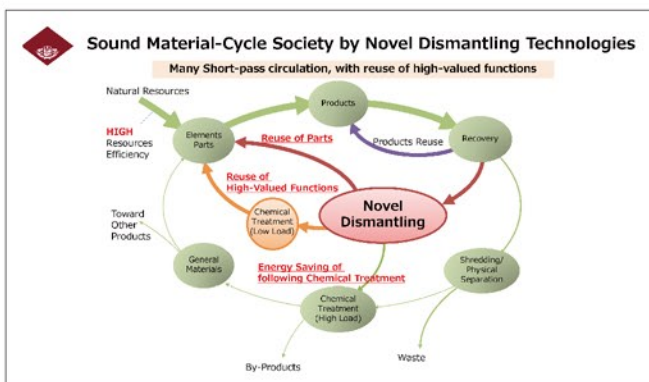 Sound Material-Cycle Society by Novel Dismantling Technologies
Many Short-pass circulation, with reuse of high-valued functions
Natural Resources
HIGH
Resources
Efficiency
Elements
Parts
Products
Products Reuse
Recovery
Reuse of Parts
Reuse of
High-Valued Functions
Chemical
Treatment
(Low Load)
Novel
Dismantling
Toward
Other
Products
General
Materials
Energy Saving of
following Chemical Treatment
Chemical
Treatment
(High Load)
Shredding/
Physical
Separation
By-Products
Waste